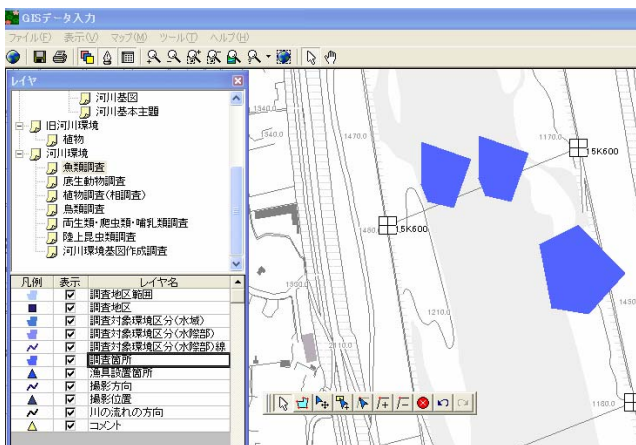 GISデータ入力
ファイル(F) 表示(V) マップ(M) ツール(T) ヘルプ(H)
レイヤ
河川基図
河川基本主題
旧河川環境
植物
河川環境
魚類調査
底生動物調査
植物調査(相調査)
鳥類調査
両生類・爬虫類・哺乳類調査
陸上昆虫類調査
河川環境基図作成調査
凡例 表示 レイヤ名
調査地区範囲
調査地区
調査対象環境区分(水域)
調査対象環境区分(水際部)
調査対象環境区分(水際部)線
調査箇所
漁具設置箇所
撮影方向
撮影位置
川の流れの方向
コメント
1340.0
1340.0
1470.0
1170.0
15K600
1480.0
15K600
1300.0
1210.0
1180.0